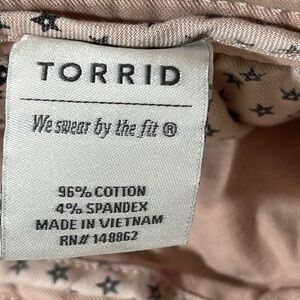 TORRID
We swear by the fit ®
96% COTTON
4% SPANDEX
MADE IN VIETNAM
RN# 148862